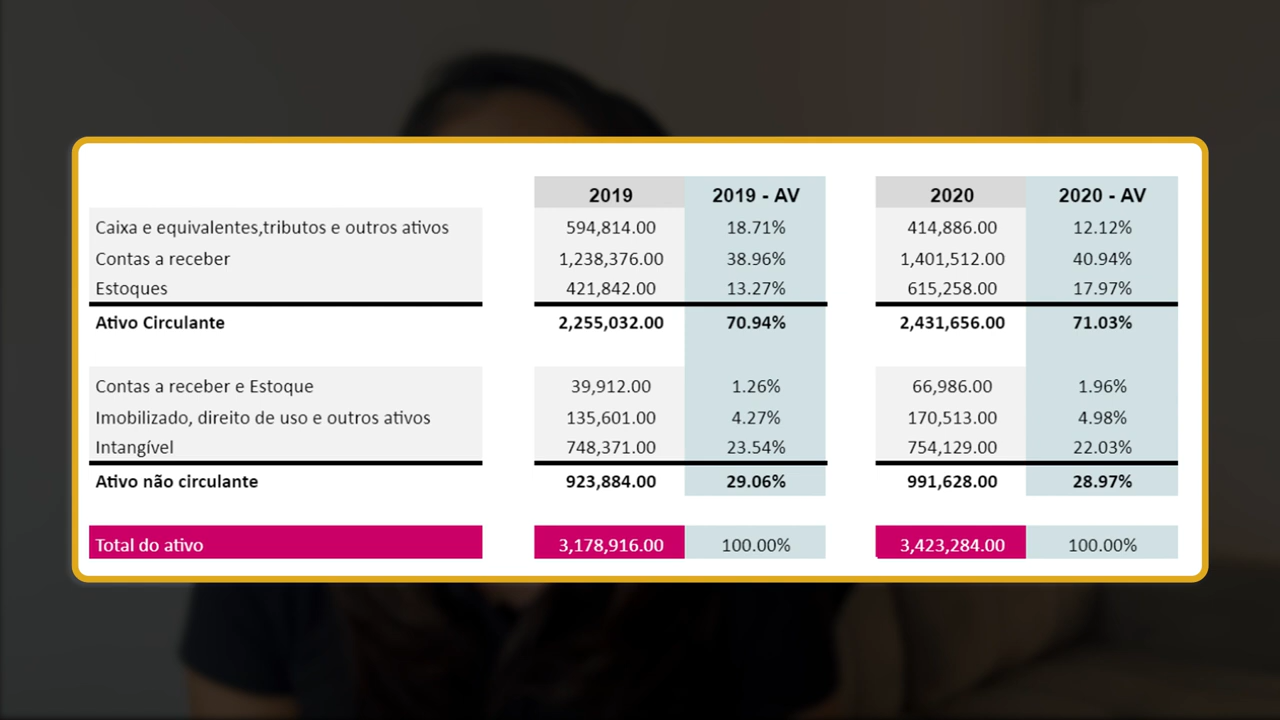 2019 2019 - AV 2020 2020 - AV
Caixa e equivalentes,tributos e outros ativos 594,814.00 18.71% 414,886.00 12.12%
Contas a receber 1,238,376.00 38.96% 1,401,512.00 40.94%
Estoques 421,842.00 13.27% 615,258.00 17.97%
Ativo Circulante 2,255,032.00 70.94% 2,431,656.00 71.03%
Contas a receber e Estoque 39,912.00 1.26% 66,986.00 1.96%
Imobilizado, direito de uso e outros ativos 135,601.00 4.27% 170,513.00 4.98%
Intangível 748,371.00 23.54% 754,129.00 22.03%
Ativo não circulante 923,884.00 29.06% 991,628.00 28.97%
Total do ativo 3,178,916.00 100.00% 3,423,284.00 100.00%